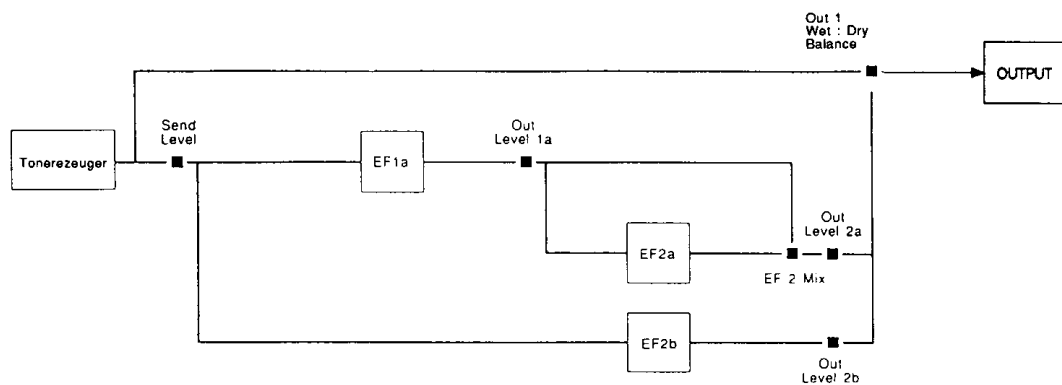 Out 1
Wet : Dry
Balance
OUTPUT
Send
Level
Out
Level 1a
Tonerezeuger
EF1a
Out
Level 2a
EF2a
EF 2 Mix
EF2b
Out
Level 2b